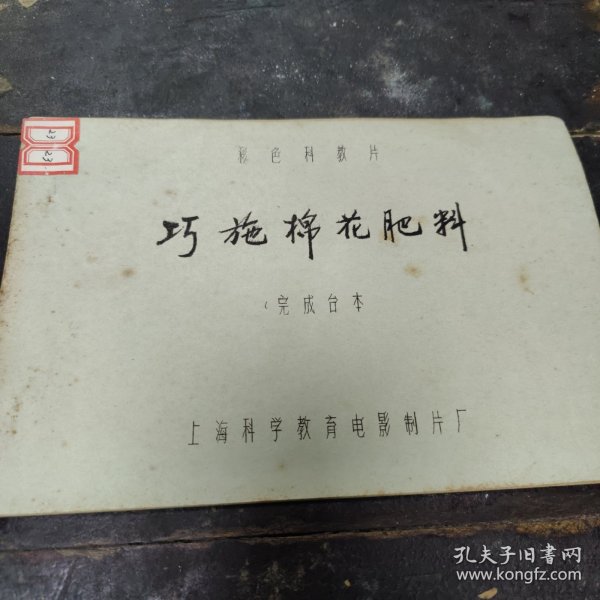 彩色科教片
巧施棉花肥料
完成台本
上海科学教育电影制片厂
孔夫子旧书网
www.kongfz.com